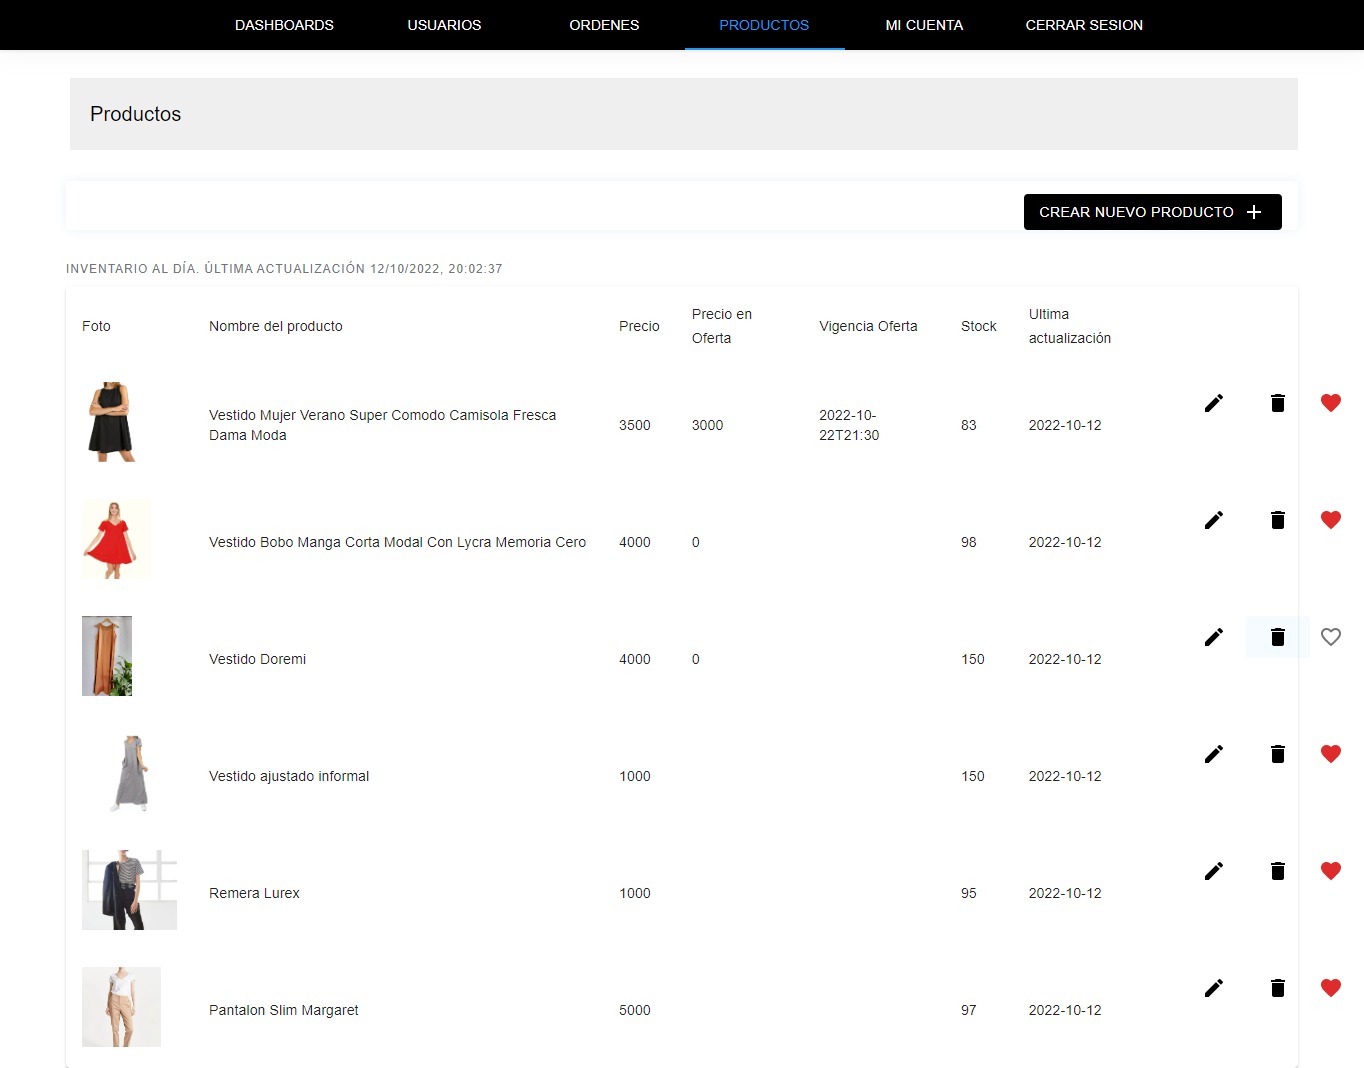 DASHBOARDS USUARIOS ORDENES PRODUCTOS MI CUENTA CERRAR SESION
Productos
CREAR NUEVO PRODUCTO
INVENTARIO AL DÍA. ÚLTIMA ACTUALIZACIÓN 12/10/2022, 20:02:37
Foto Nombre del producto Precio Precio en Oferta Vigencia Oferta Stock Ultima actualización
Vestido Mujer Verano Super Comodo Camisola Fresca
Dama Moda
3500 3000 2022-10-
22T21:30
83 2022-10-12
Vestido Bobo Manga Corta Modal Con Lycra Memoria Cero 4000 0 98 2022-10-12
Vestido Doremi 4000 0 150 2022-10-12
Vestido ajustado informal 1000 150 2022-10-12
Remera Lurex 1000 95 2022-10-12
Pantalon Slim Margaret 5000 97 2022-10-12